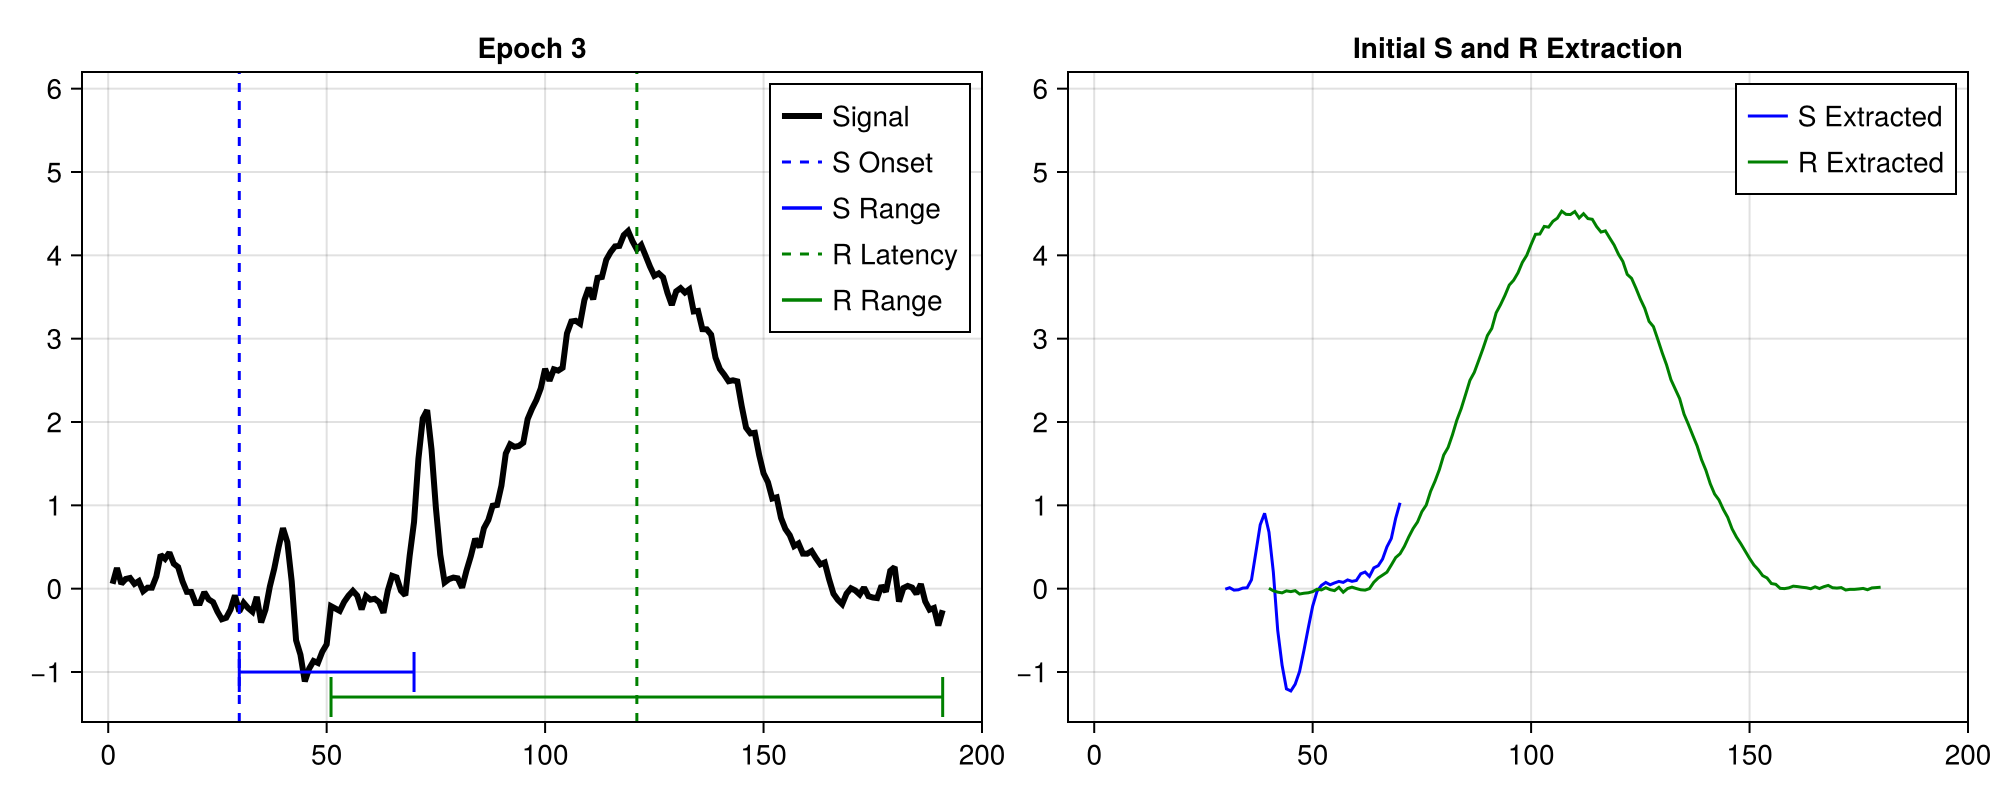 Epoch 3
6
5
4
3
2
1
0
−1
0
50
100
150
200
Signal
S Onset
S Range
R Latency
R Range
Initial S and R Extraction
6
5
4
3
2
1
0
−1
0
50
100
150
200
S Extracted
R Extracted